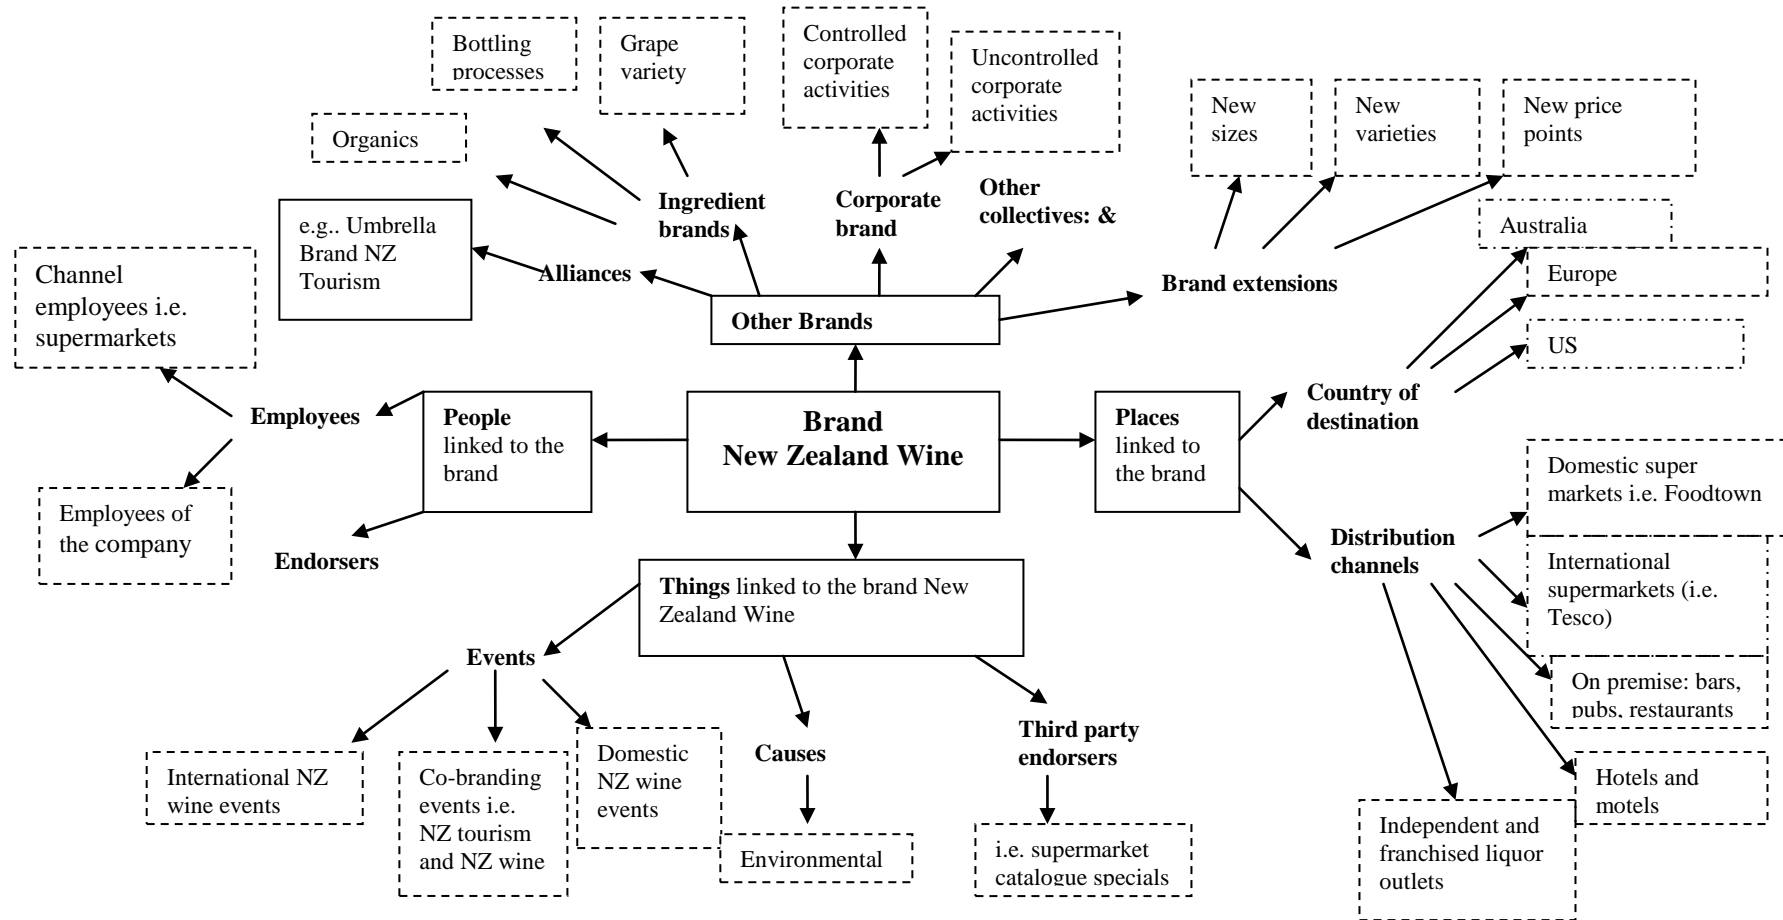 Bottling
processes
Grape
variety
Controlled
corporate
activities
Uncontrolled
corporate
activities
New
sizes
New
varieties
New price
points
Organics
Ingredient
brands
Corporate
brand
Other
collectives: &
e.g.. Umbrella
Brand NZ
Tourism
Alliances
Brand extensions
Australia
Europe
US
Channel
employees i.e.
supermarkets
Other Brands
Employees
People
linked to the
brand
Brand
New Zealand Wine
Places
linked to
the brand
Country of
destination
Employees of
the company
Endorsers
Domestic super
markets i.e. Foodtown
Distribution
channels
International
supermarkets (i.e.
Tesco)
Things linked to the brand New
Zealand Wine
Events
On premise: bars,
pubs, restaurants
International NZ
wine events
Co-branding
events i.e.
NZ tourism
and NZ wine
Domestic
NZ wine
events
Causes
Third party
endorsers
Hotels and
motels
Environmental
i.e. supermarket
catalogue specials
Independent and
franchised liquor
outlets